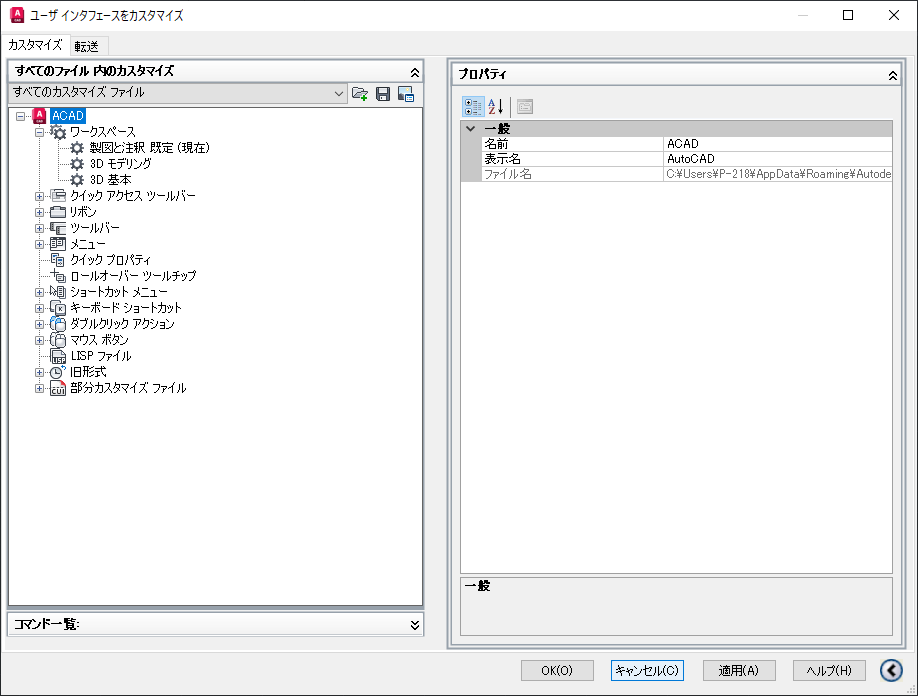 ユーザ インタフェースをカスタマイズ
カスタマイズ
転送
すべてのファイル 内のカスタマイズ
すべてのカスタマイズ ファイル
ACAD
ワークスペース
製図と注釈 既定 (現在)
3D モデリング
3D 基本
クイック アクセス ツールバー
リボン
ツールバー
メニュー
クイック プロパティ
ロールオーバー ツールチップ
ショートカット メニュー
キーボード ショートカット
ダブルクリック アクション
マウス ボタン
LISP ファイル
旧形式
部分カスタマイズ ファイル
コマンド一覧:
プロパティ
一般
名前 ACAD
表示名 AutoCAD
ファイル名 C:¥Users¥P-218¥AppData¥Roaming¥Autode
一般
OK(O)
キャンセル(C)
適用(A)
ヘルプ(H)